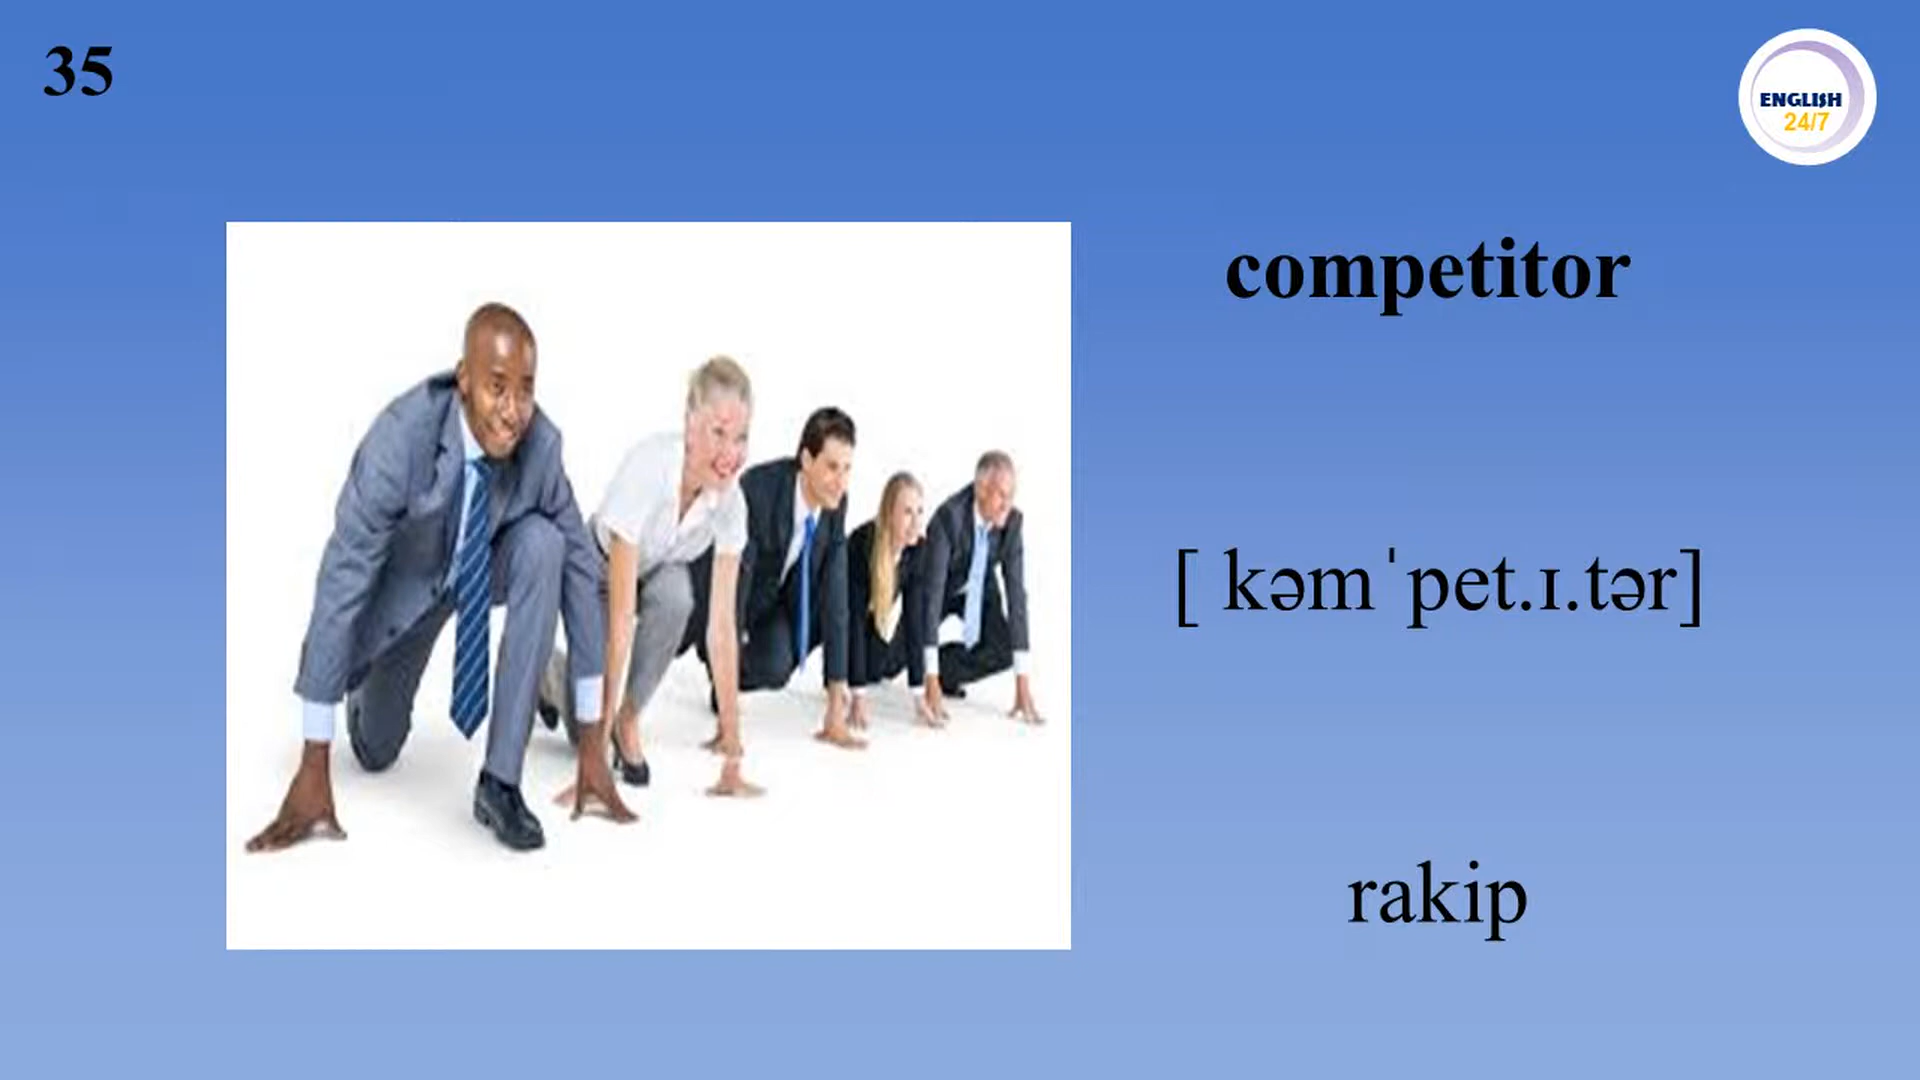 35
ENGLISH
24/7
competitor
[ kəmˈpet.ɪ.tər]
rakip